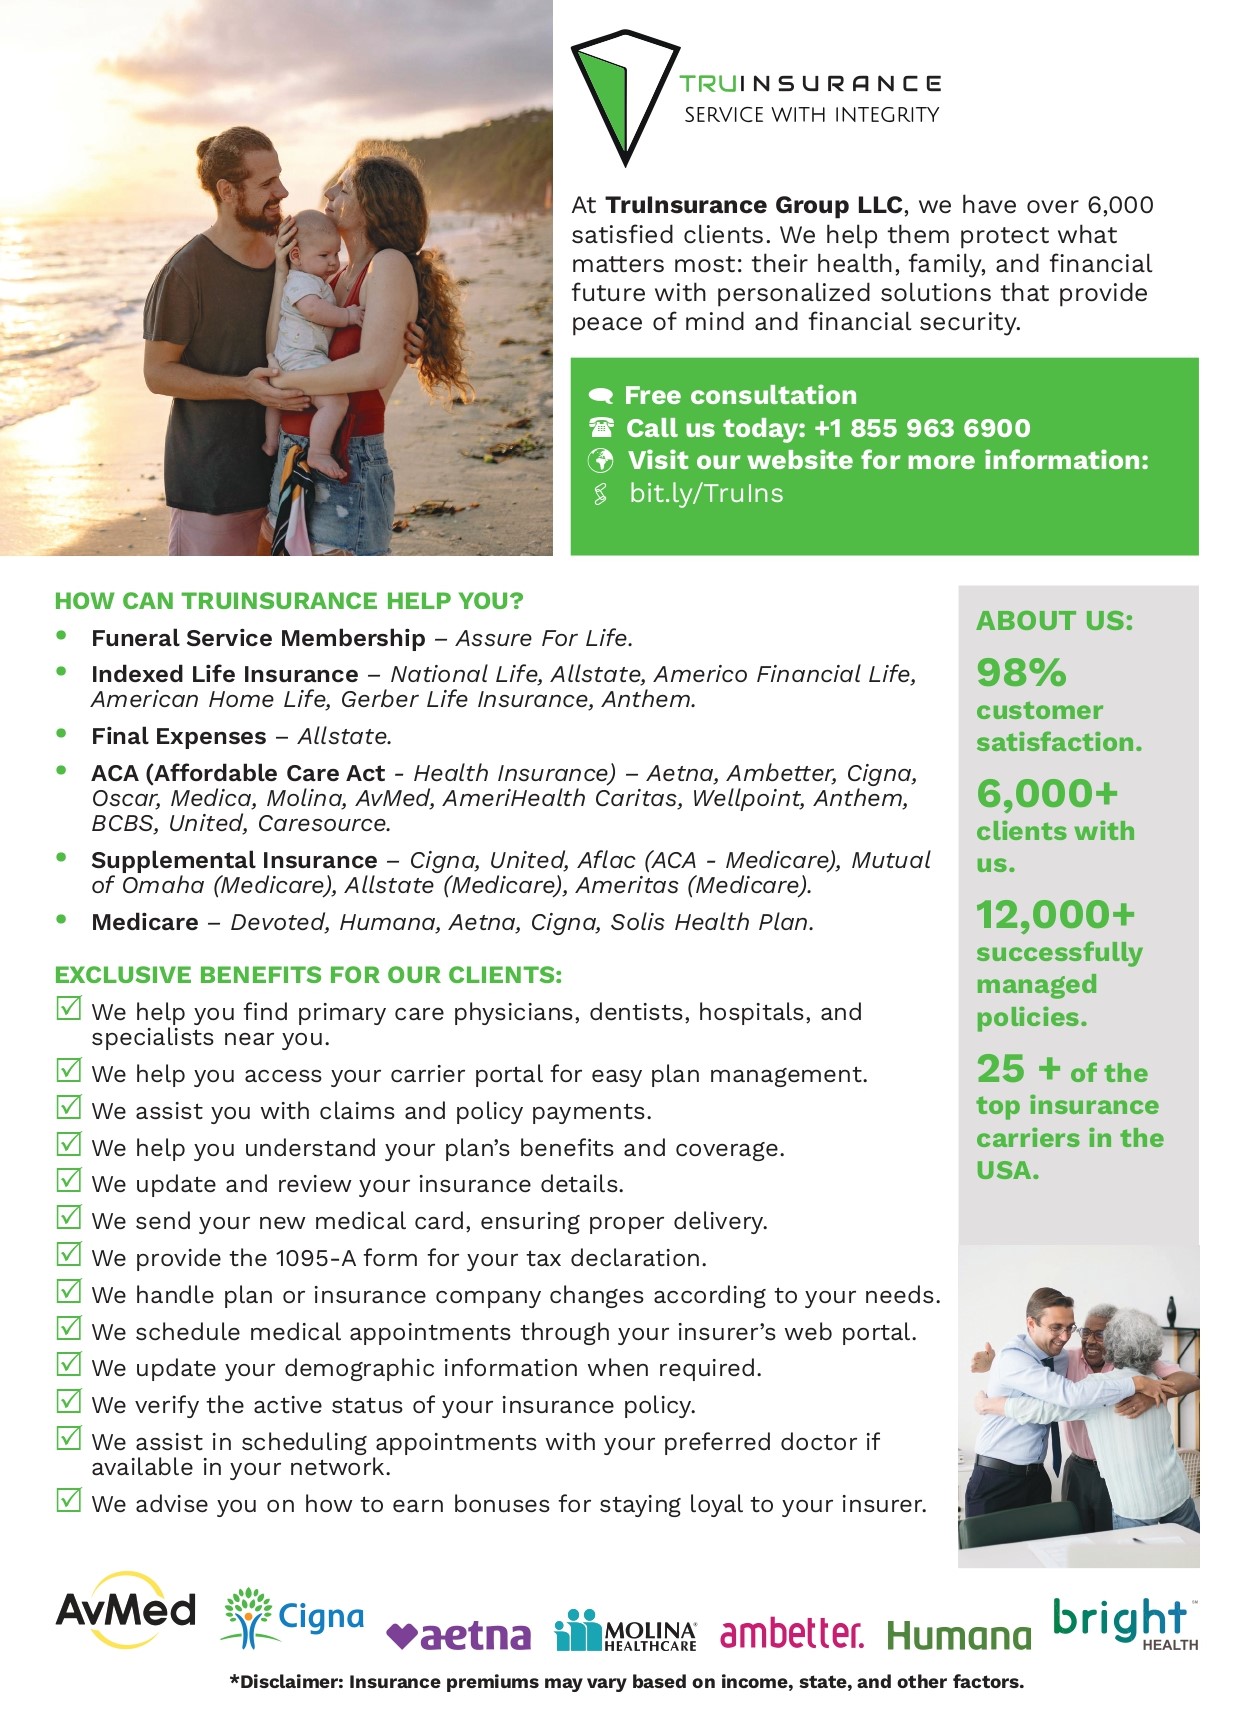 TRUINSURANCE
SERVICE WITH INTEGRITY
At TruInsurance Group LLC, we have over 6,000
satisfied clients. We help them protect what
matters most: their health, family, and financial
future with personalized solutions that provide
peace of mind and financial security.
Free consultation
Call us today: +1 855 963 6900
Visit our website for more information:
bit.ly/TruIns
HOW CAN TRUINSURANCE HELP YOU?
• Funeral Service Membership – Assure For Life.
• Indexed Life Insurance – National Life, Allstate, Americo Financial Life,
American Home Life, Gerber Life Insurance, Anthem.
• Final Expenses – Allstate.
• ACA (Affordable Care Act - Health Insurance) – Aetna, Ambetter, Cigna,
Oscar, Medica, Molina, AvMed, AmeriHealth Caritas, Wellpoint, Anthem,
BCBS, United, Caresource.
• Supplemental Insurance – Cigna, United, Aflac (ACA - Medicare), Mutual
of Omaha (Medicare), Allstate (Medicare), Ameritas (Medicare).
• Medicare – Devoted, Humana, Aetna, Cigna, Solis Health Plan.
EXCLUSIVE BENEFITS FOR OUR CLIENTS:
We help you find primary care physicians, dentists, hospitals, and
specialists near you.
We help you access your carrier portal for easy plan management.
We assist you with claims and policy payments.
We help you understand your plan's benefits and coverage.
We update and review your insurance details.
We send your new medical card, ensuring proper delivery.
We provide the 1095-A form for your tax declaration.
We handle plan or insurance company changes according to your needs.
We schedule medical appointments through your insurer's web portal.
We update your demographic information when required.
We verify the active status of your insurance policy.
We assist in scheduling appointments with your preferred doctor if
available in your network.
We advise you on how to earn bonuses for staying loyal to your insurer.
ABOUT US:
98%
customer
satisfaction.
6,000+
clients with
us.
12,000+
successfully
managed
policies.
25 + of the
top insurance
carriers in the
USA.
AvMed
Cigna
aetna
MOLINA
HEALTHCARE
ambetter.
Humana
bright
HEALTH
*Disclaimer: Insurance premiums may vary based on income, state, and other factors.